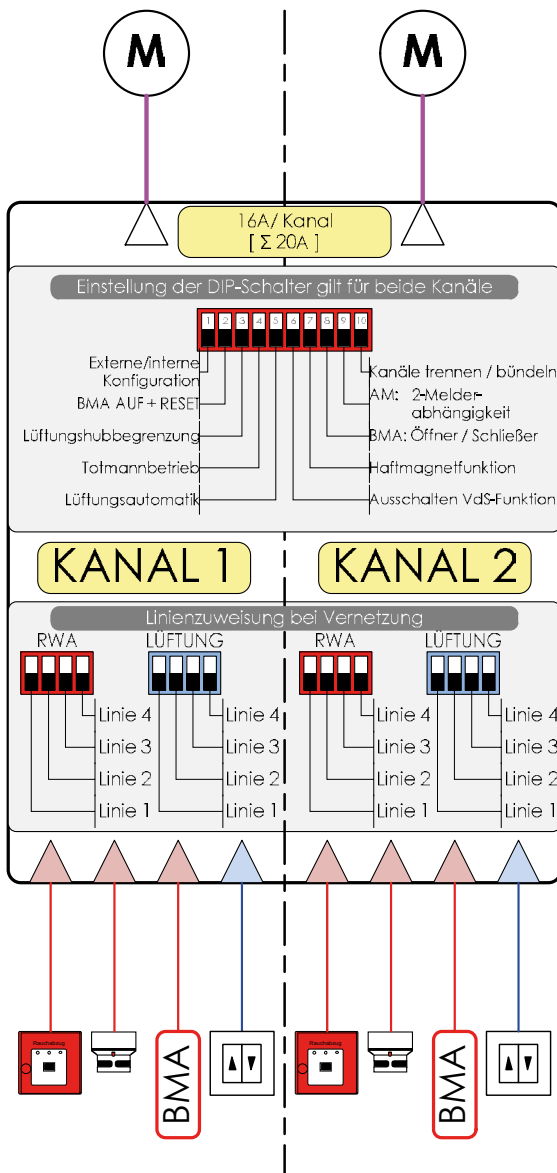 M M
16A/ Kanal
[ Σ 20A ]
Einstellung der DIP-Schalter gilt für beide Kanäle
1 2 3 4 5 6 7 8 9 10
Externe/interne
Konfiguration
BMA AUF + RESET
Lüftungshubbegrenzung
Totmannbetrieb
Lüftungsautomatik
Kanäle trennen / bündeln
AM: 2-Melder-
abhängigkeit
BMA: Öffner / Schließer
Haftmagnetfunktion
Ausschalten VdS-Funktion
KANAL 1 KANAL 2
Linienzuweisung bei Vernetzung
RWA LÜFTUNG RWA LÜFTUNG
Linie 4 Linie 4 Linie 4 Linie 4
Linie 3 Linie 3 Linie 3 Linie 3
Linie 2 Linie 2 Linie 2 Linie 2
Linie 1 Linie 1 Linie 1 Linie 1
Rauchabzug Rauchabzug
BMA BMA